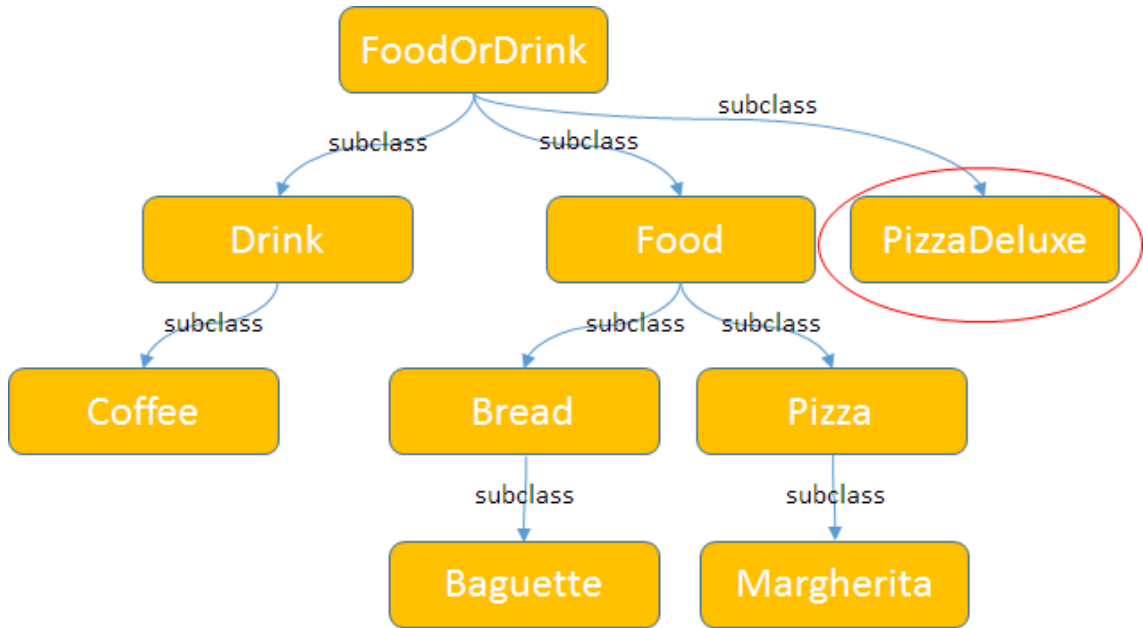 FoodOrDrink
subclass
subclass
subclass
Drink
Food
PizzaDeluxe
subclass
subclass
subclass
Coffee
Bread
Pizza
subclass
subclass
Baguette
Margherita